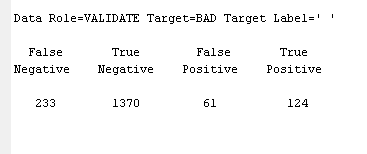 Data Role=VALIDATE Target=BAD Target Label=' '
False True False True
Negative Negative Positive Positive
233 1370 61 124